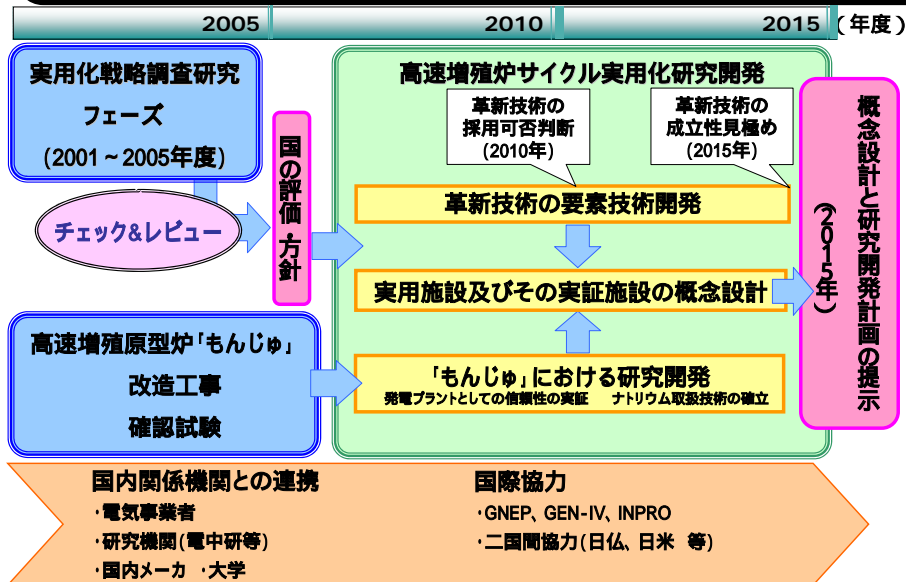 2005
2010
2015
(年度)
実用化戦略調査研究
フェーズ
(2001~2005年度)
チェック&レビュー
国の評価・方針
高速増殖炉サイクル実用化研究開発
革新技術の
採用可否判断
(2010年)
革新技術の
成立性見極め
(2015年)
革新技術の要素技術開発
実用施設及びその実証施設の概念設計
高速増殖原型炉「もんじゅ」
改造工事
確認試験
「もんじゅ」における研究開発
発電プラントとしての信頼性の実証 ナトリウム取扱技術の確立
概念設計と研究開発計画の提示
(2015年)
国内関係機関との連携
・電気事業者
・研究機関(電中研等)
・国内メーカ ・大学
国際協力
・GNEP、GEN-IV、INPRO
・二国間協力(日仏、日米 等)